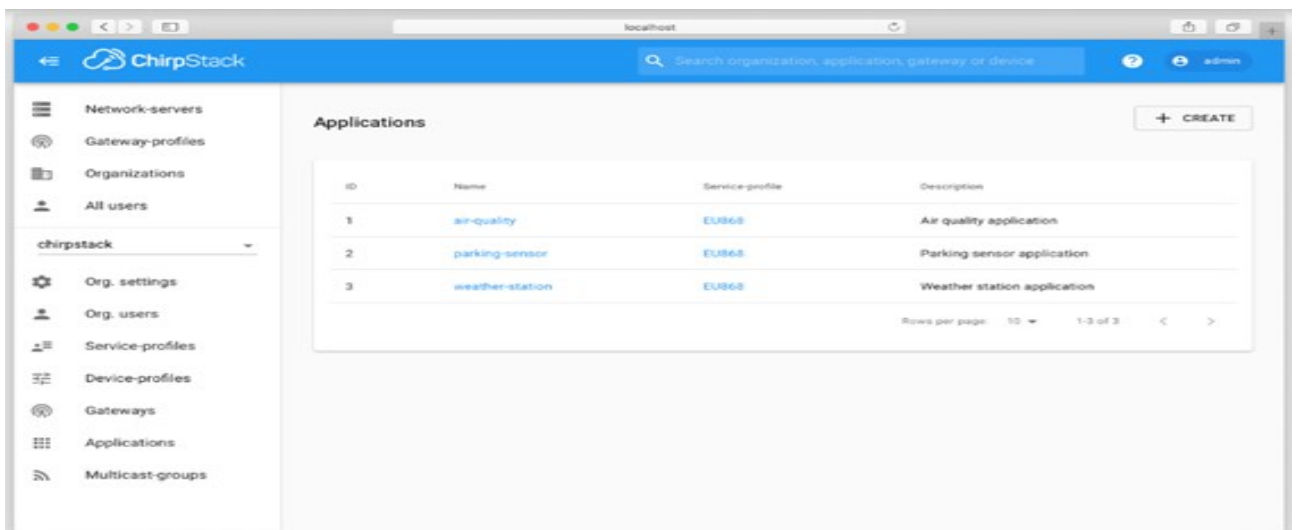 localhost
ChirpStack
Search organization, application, gateway or device
? admin
Network-servers
Gateway-profiles
Organizations
All users
chirpstack
Org. settings
Org. users
Service-profiles
Device-profiles
Gateways
Applications
Multicast-groups
Applications
+ CREATE
ID Name Service-profile Description
1 air-quality EU868 Air quality application
2 parking-sensor EU868 Parking sensor application
3 weather-station EU868 Weather station application
Rows per page: 10 1-3 of 3 < >